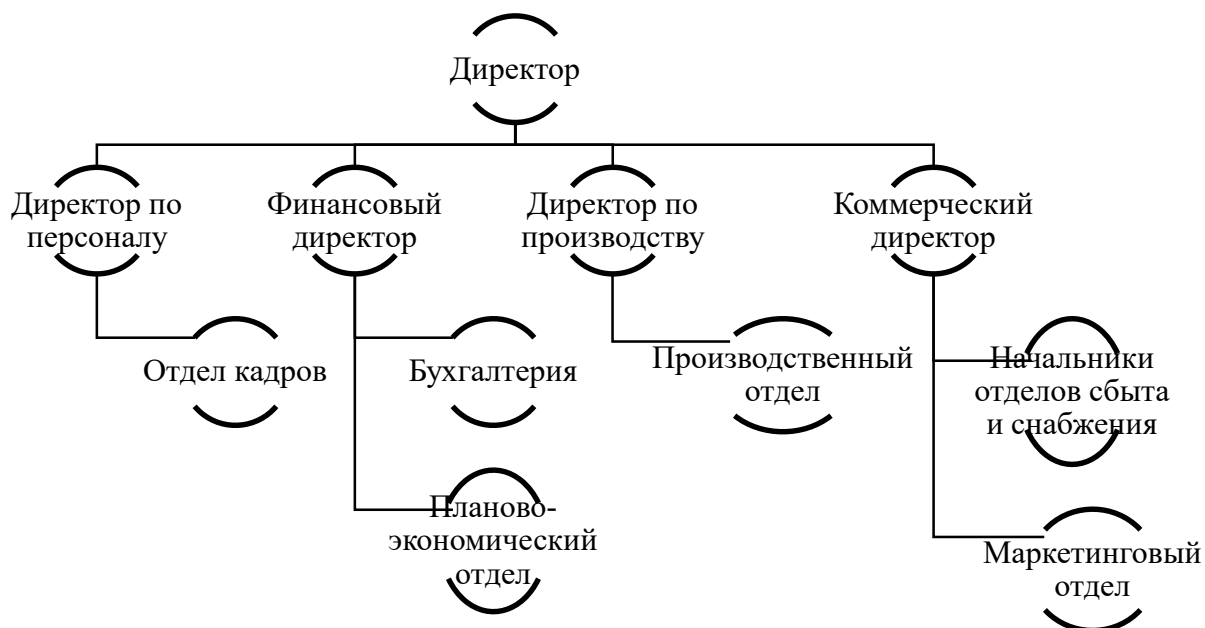 Директор
Директор по
персоналу
Финансовый
директор
Директор по
производству
Коммерческий
директор
Отдел кадров
Бухгалтерия
Производственный
отдел
Начальники
отделов сбыта
и снабжения
Планово-
экономический
отдел
Маркетинговый
отдел